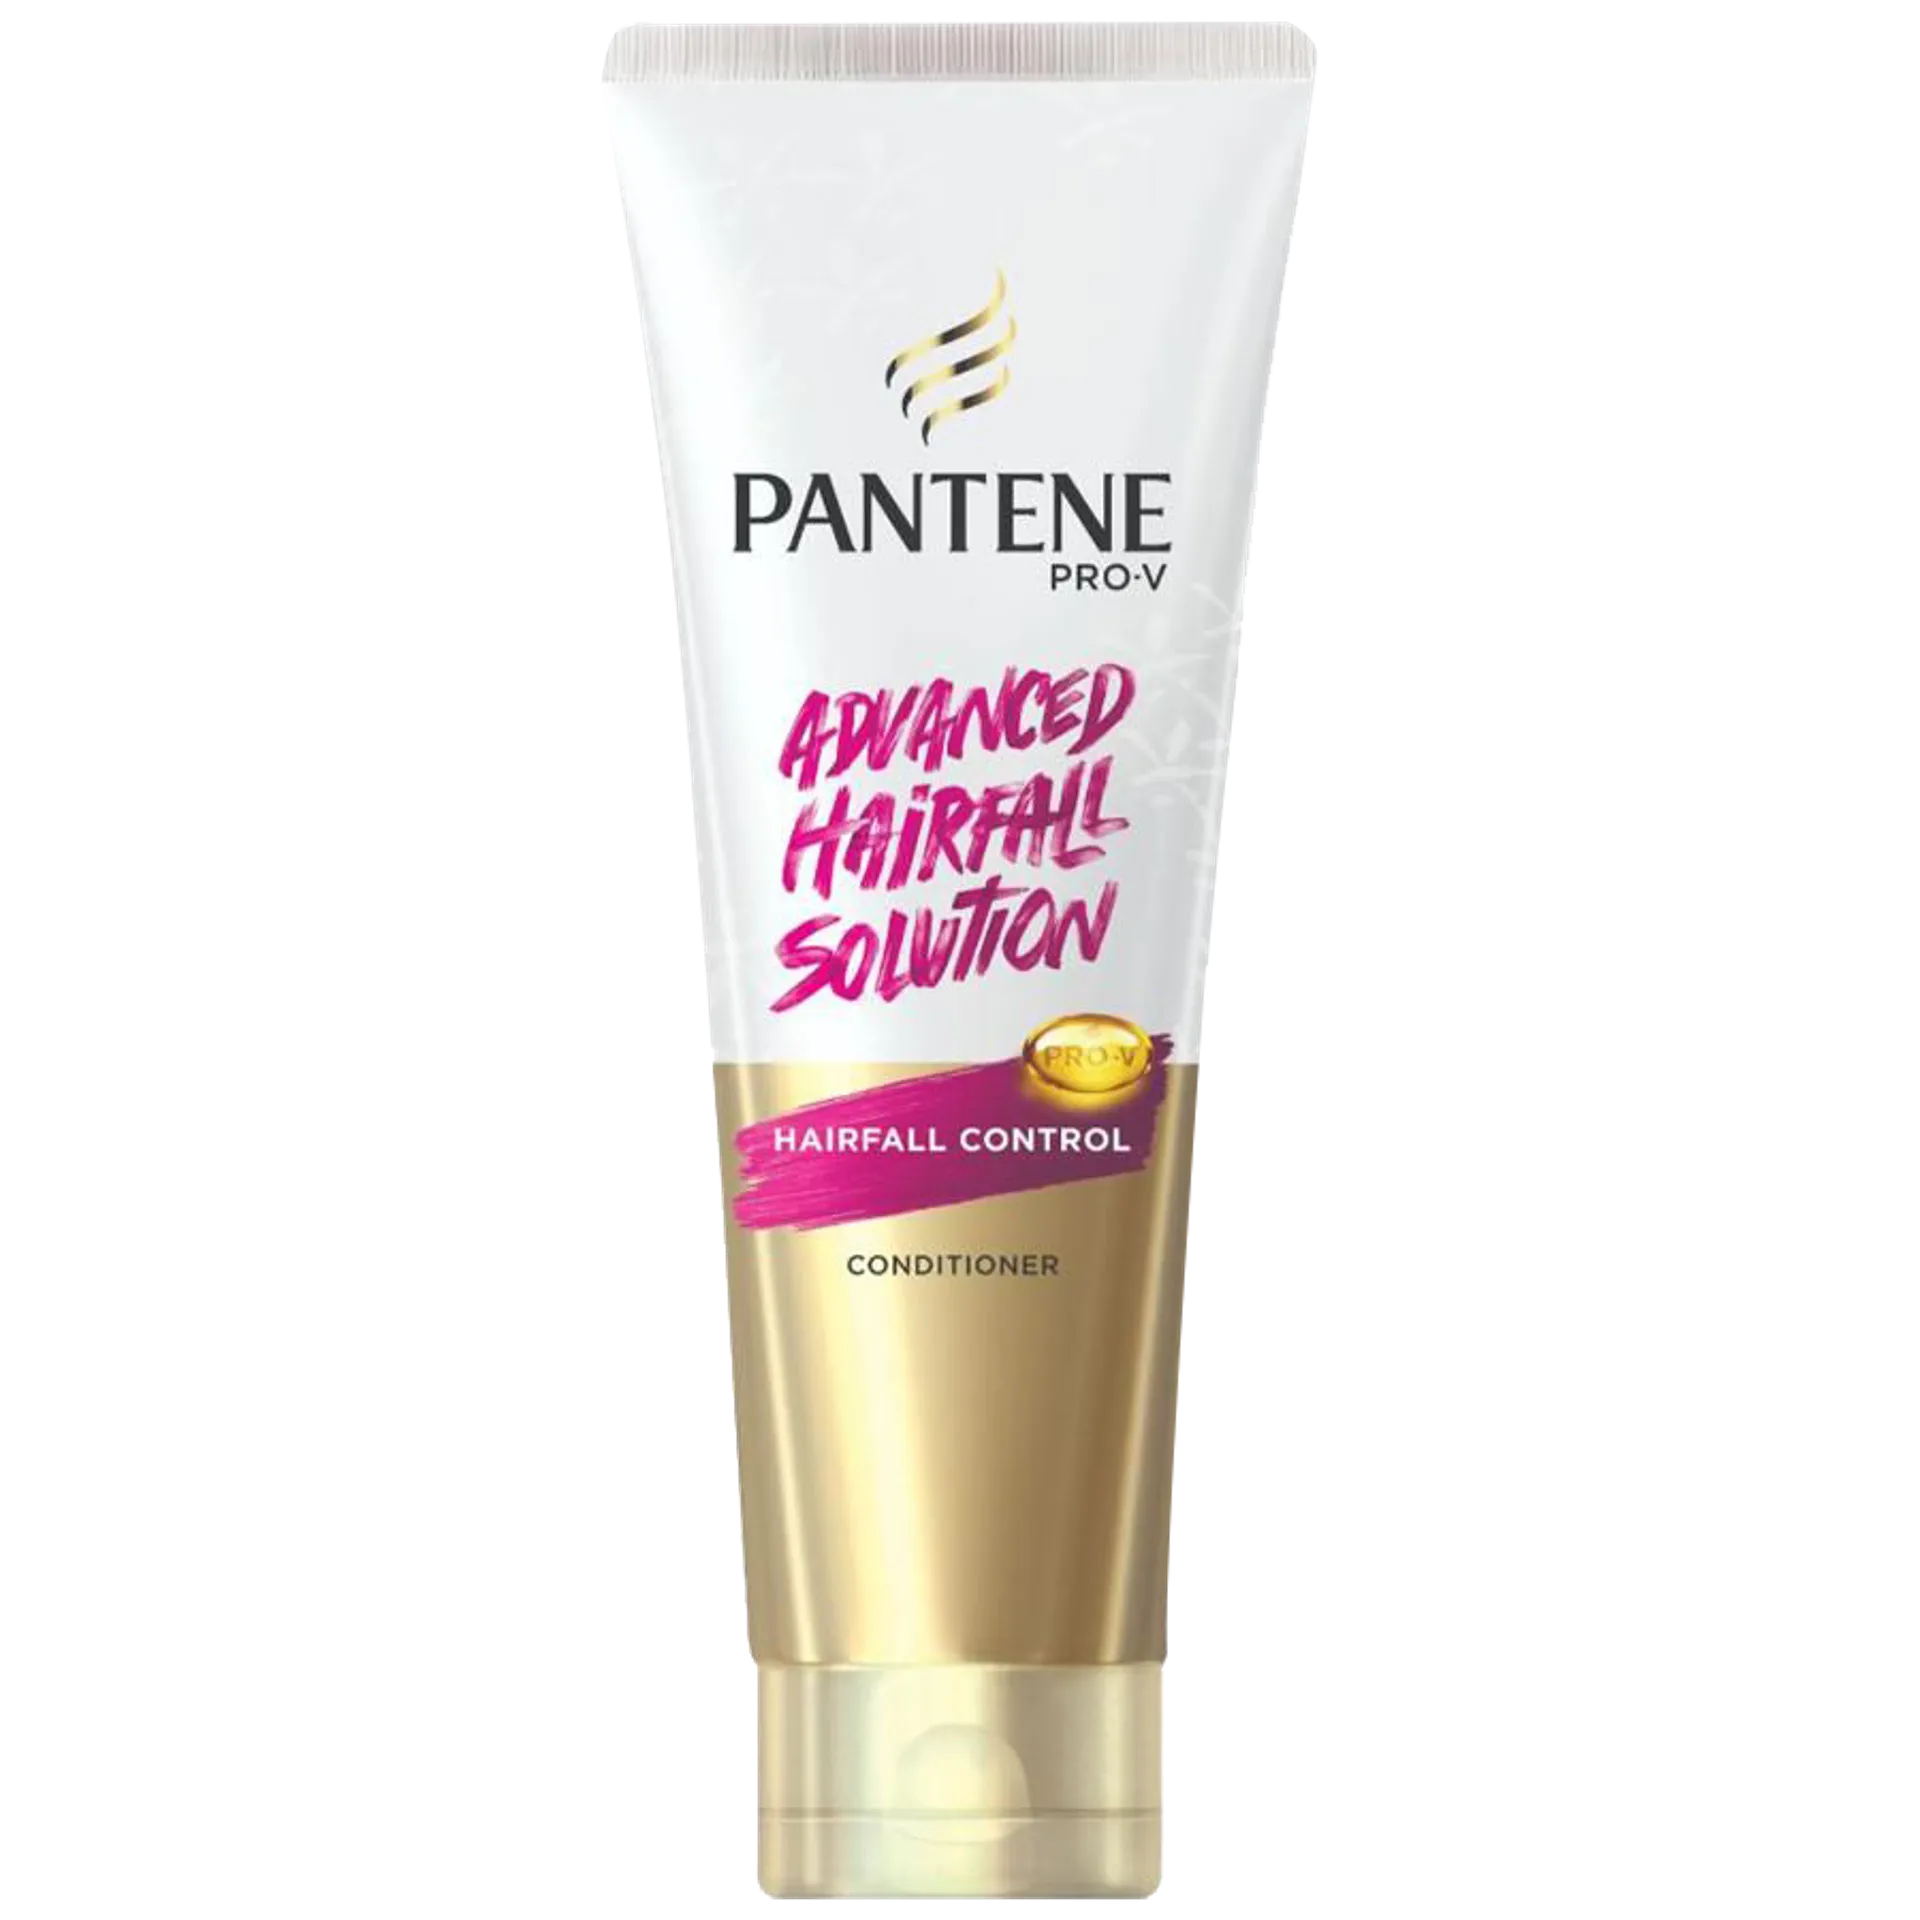 PANTENE
PRO-V
ADVANCED
HAiRFALL
SOLUTION
PRO-V
HAIRFALL CONTROL
CONDITIONER